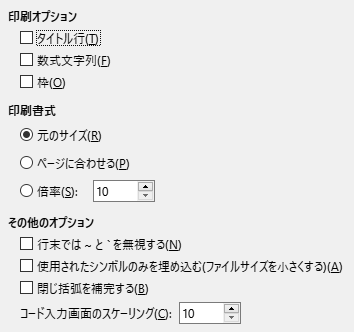 印刷オプション
タイトル行(T)
数式文字列(F)
枠(O)
印刷書式
元のサイズ(R)
ページに合わせる(P)
倍率(S): 10
その他のオプション
行末では ~ と ` を無視する(N)
使用されたシンボルのみを埋め込む(ファイルサイズを小さくする)(A)
閉じ括弧を補完する(B)
コード入力画面のスケーリング(C): 10